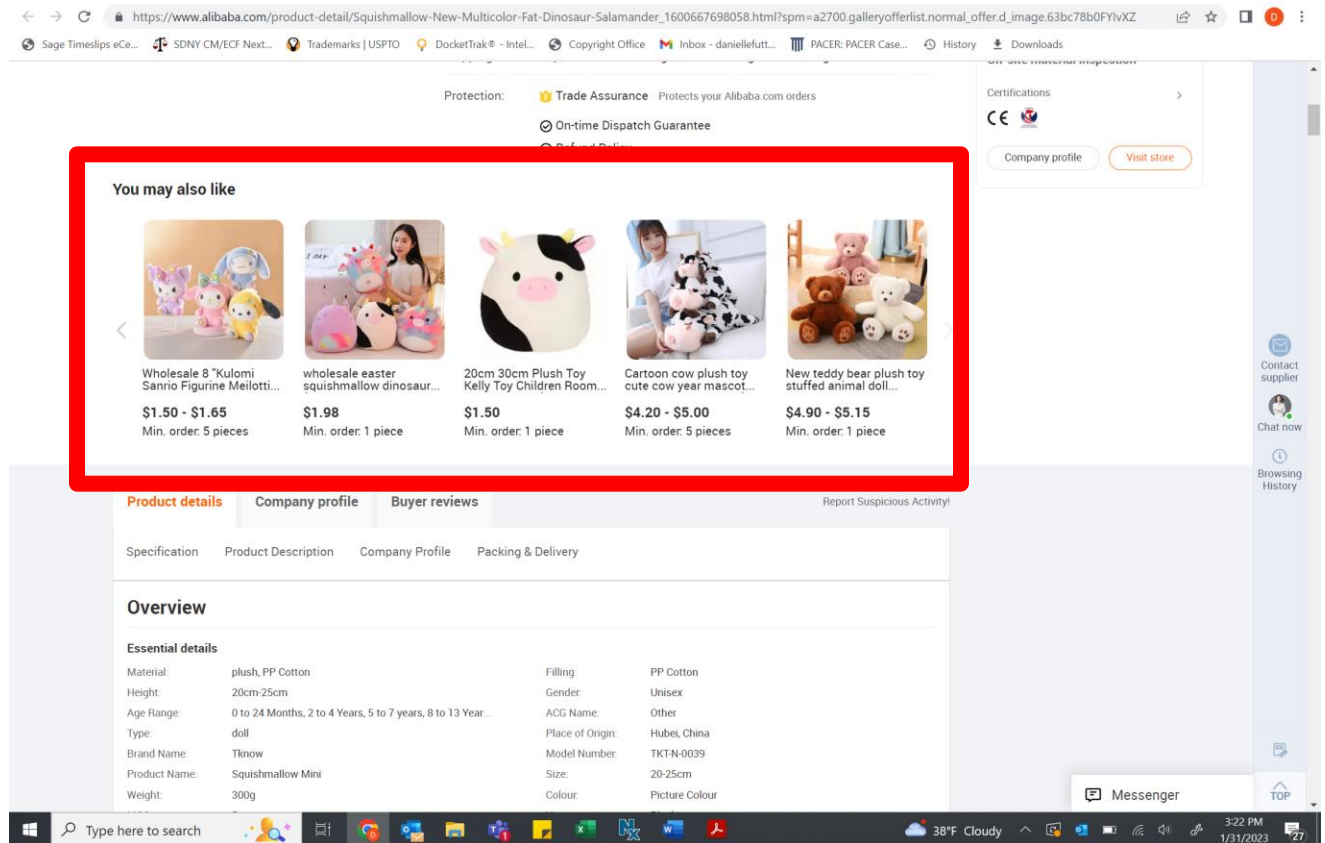 https://www.alibaba.com/product-detail/Squishmallow-New-Multicolor-Fat-Dinosaur-Salamander_1600667698058.html?spm=a2700.galleryofferlist.normal_offer.d_image.63bc78b0FYlvXZ
D
Sage Timeslips eCe... SDNY CM/ECF Next... Trademarks | USPTO DocketTrak® - Intel... Copyright Office Inbox - daniellefutt... PACER: PACER Case... History Downloads
On-site material inspection
Protection: Trade Assurance Protects your Alibaba.com orders
Certifications
On-time Dispatch Guarantee
CE
Refund Policy
Company profile Visit store
You may also like
Wholesale 8 "Kulomi
Sanrio Figurine Meilotti...
$1.50 - $1.65
Min. order: 5 pieces
wholesale easter
squishmallow dinosaur...
$1.98
Min. order: 1 piece
20cm 30cm Plush Toy
Kelly Toy Children Room...
$1.50
Min. order: 1 piece
Cartoon cow plush toy
cute cow year mascot...
$4.20 - $5.00
Min. order: 5 pieces
New teddy bear plush toy
stuffed animal doll...
$4.90 - $5.15
Min. order: 1 piece
Contact
supplier
Chat now
Browsing
History
Product details Company profile Buyer reviews Report Suspicious Activity!
Specification Product Description Company Profile Packing & Delivery
Overview
Essential details
Material: plush, PP Cotton Filling: PP Cotton
Height: 20cm-25cm Gender: Unisex
Age Range: 0 to 24 Months, 2 to 4 Years, 5 to 7 years, 8 to 13 Year... ACG Name: Other
Type: doll Place of Origin: Hubei, China
Brand Name: Tknow Model Number: TKT-N-0039
Product Name: Squishmallow Mini Size: 20-25cm
Weight: 300g Colour: Picture Colour
Messenger
TOP
Type here to search
38°F Cloudy
3:22 PM
1/31/2023
27